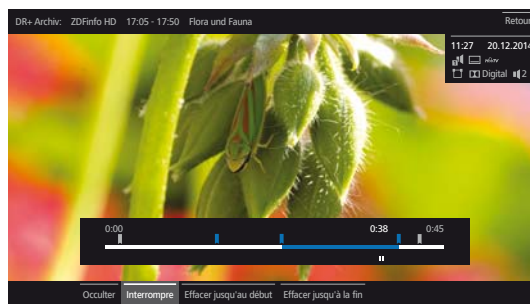 DR+ Archiv: ZDFinfo HD 17:05 - 17:50 Flora und Fauna
Retour
11:27 20.12.2014
Digital 2
0:00 0:38 0:45
Occulter Interrompre Effacer jusqu'au début Effacer jusqu'à la fin